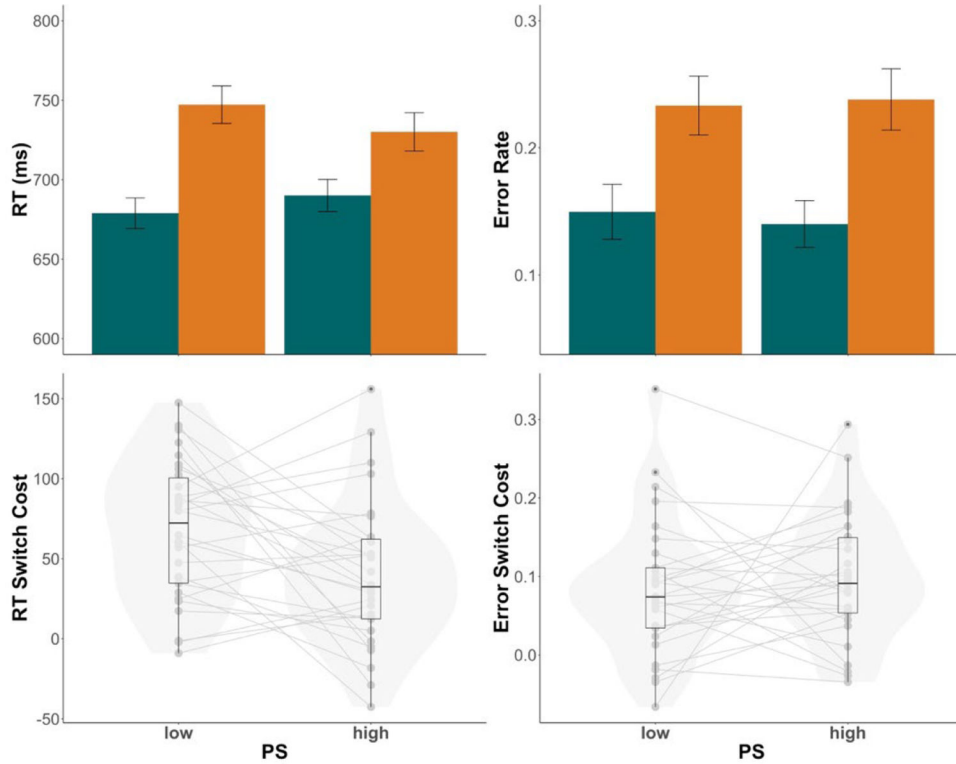 800
750
700
650
600
RT (ms)
0.3
0.2
0.1
Error Rate
150
100
50
0
-50
RT Switch Cost
low
high
PS
0.3
0.2
0.1
0.0
Error Switch Cost
low
high
PS